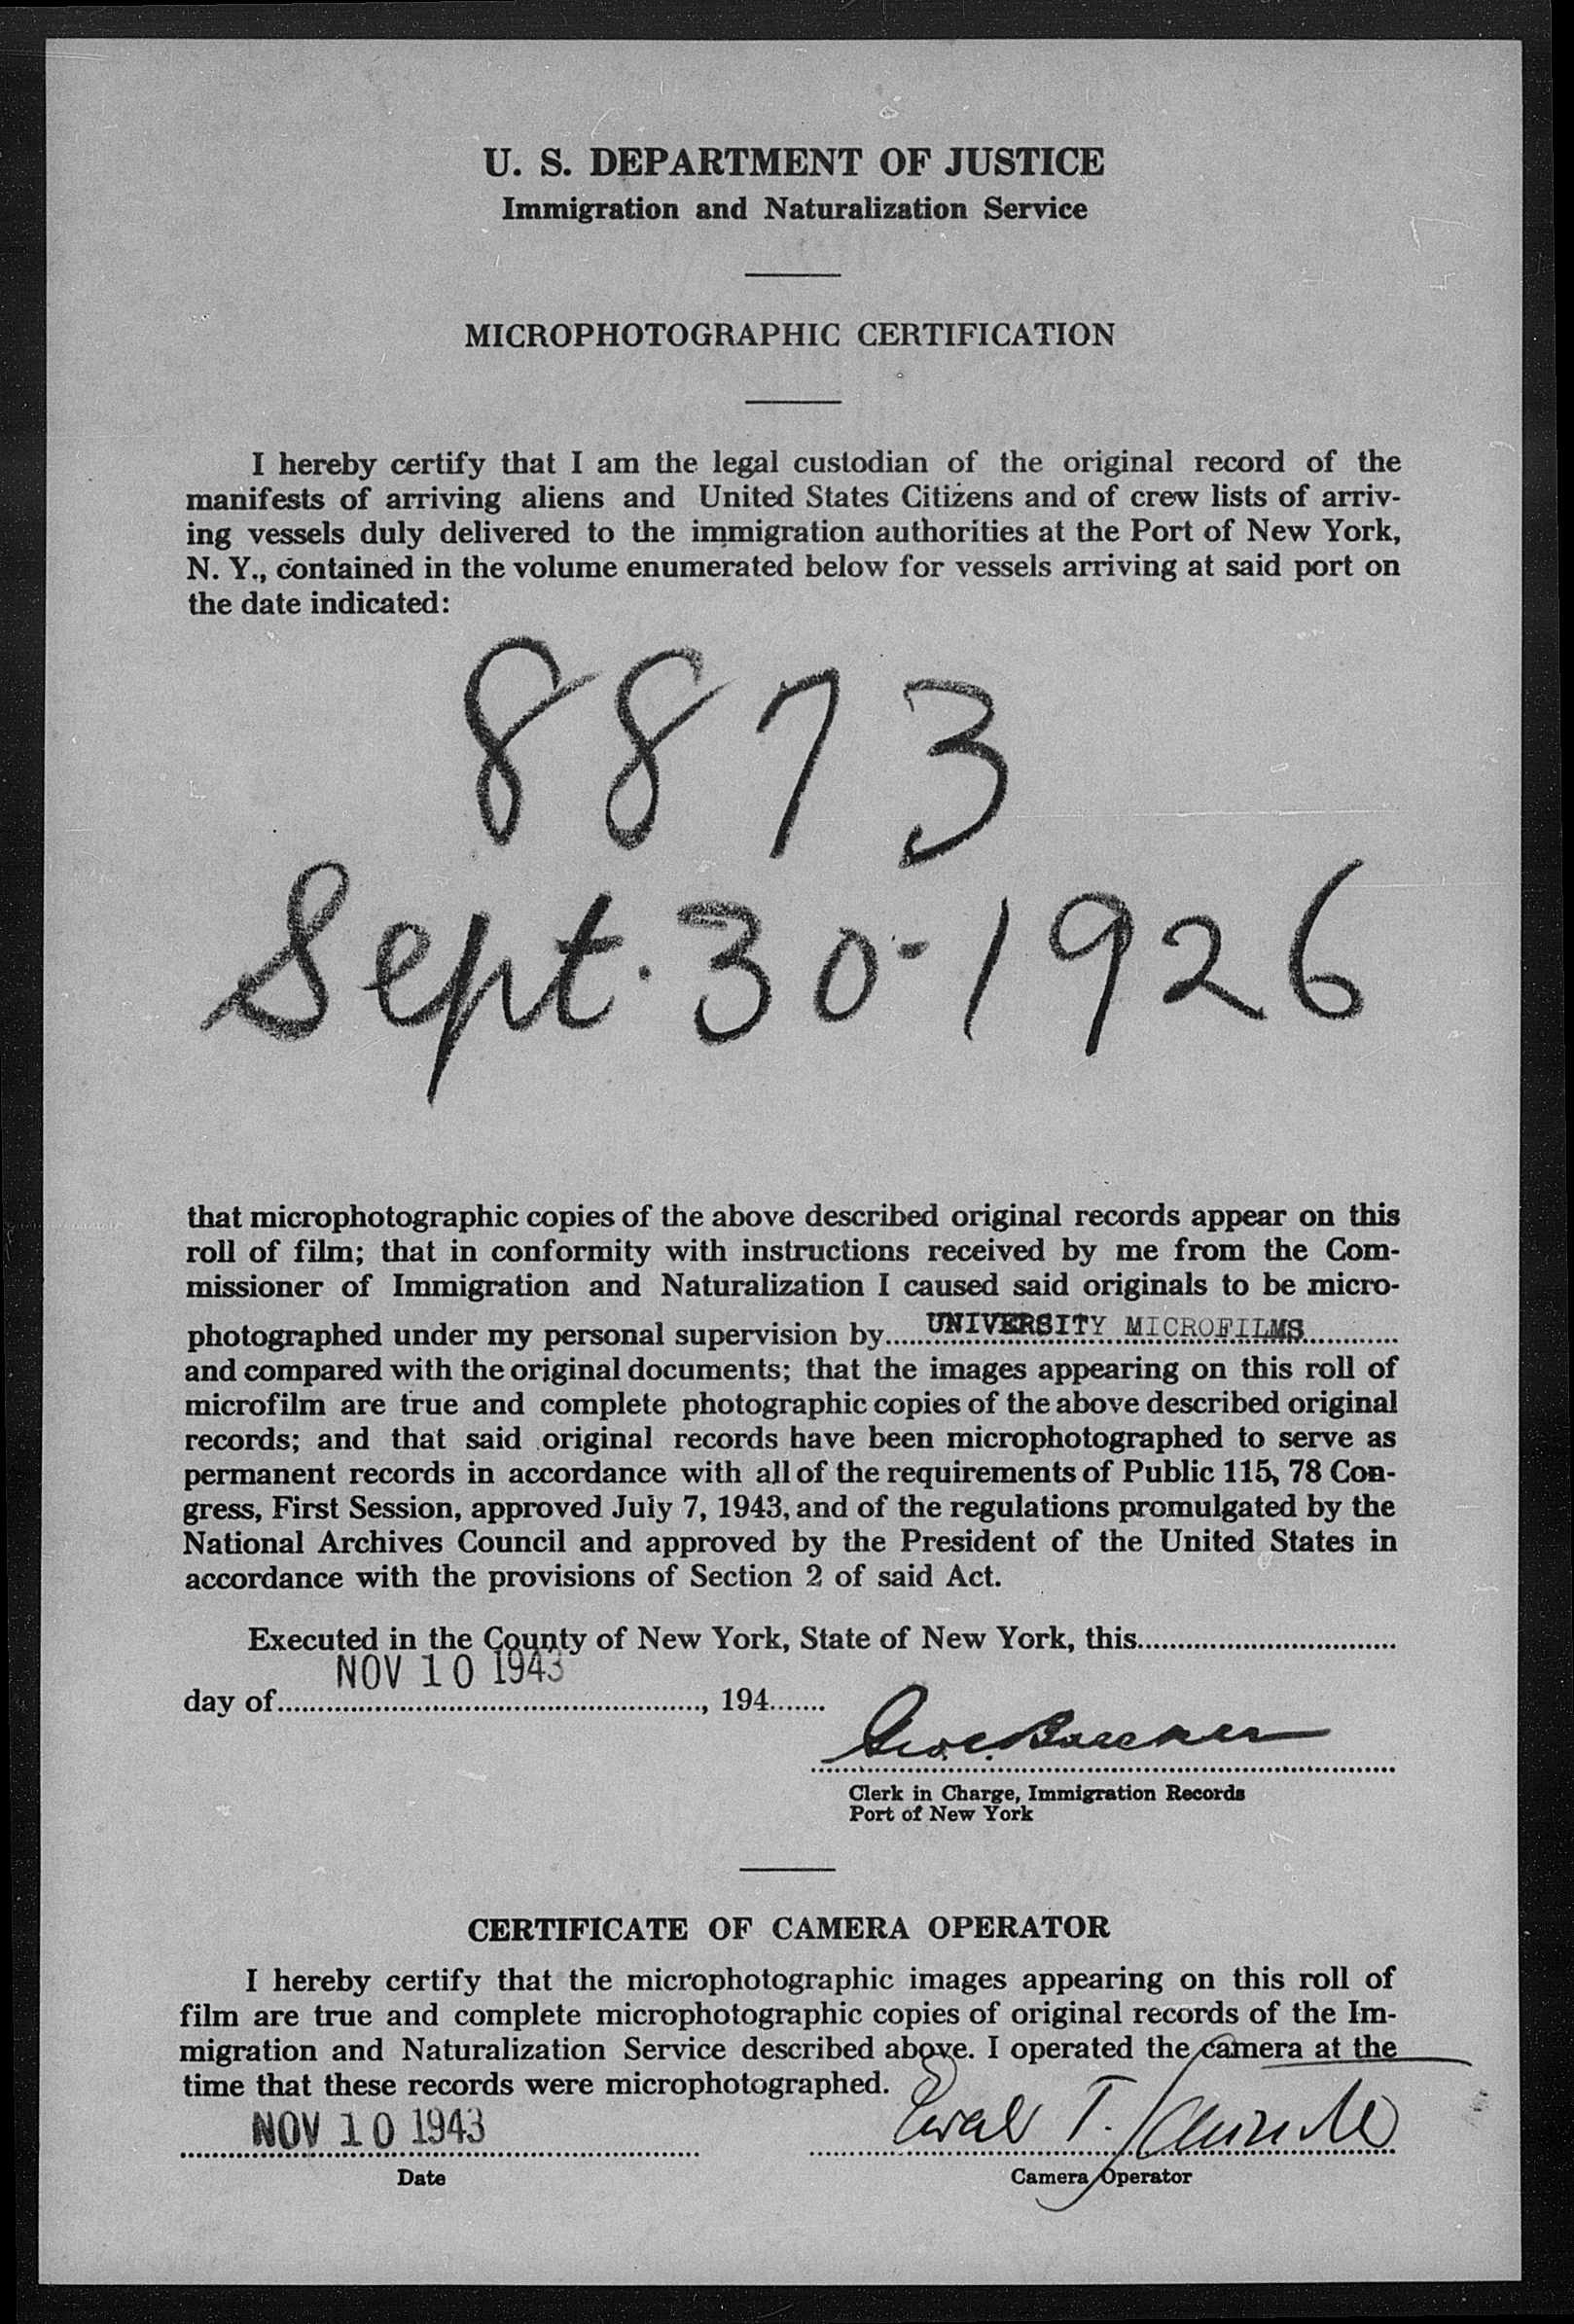 U. S. DEPARTMENT OF JUSTICE
Immigration and Naturalization Service
MICROPHOTOGRAPHIC CERTIFICATION
I hereby certify that I am the legal custodian of the original record of the
manifests of arriving aliens and United States Citizens and of crew lists of arriv-
ing vessels duly delivered to the immigration authorities at the Port of New York,
N. Y., contained in the volume enumerated below for vessels arriving at said port on
the date indicated:
8873
Sept. 30-1926
that microphotographic copies of the above described original records appear on this
roll of film; that in conformity with instructions received by me from the Com-
missioner of Immigration and Naturalization I caused said originals to be micro-
photographed under my personal supervision by UNIVERSITY MICROFILMS
and compared with the original documents; that the images appearing on this roll of
microfilm are true and complete photographic copies of the above described original
records; and that said original records have been microphotographed to serve as
permanent records in accordance with all of the requirements of Public 115, 78 Con-
gress, First Session, approved July 7, 1943, and of the regulations promulgated by the
National Archives Council and approved by the President of the United States in
accordance with the provisions of Section 2 of said Act.
Executed in the County of New York, State of New York, this
NOV 10 1943
day of, 194
Clerk in Charge, Immigration Records
Port of New York
CERTIFICATE OF CAMERA OPERATOR
I hereby certify that the microphotographic images appearing on this roll of
film are true and complete microphotographic copies of original records of the Im-
migration and Naturalization Service described above. I operated the camera at the
time that these records were microphotographed.
NOV 10 1943
T.
Date
Camera Operator